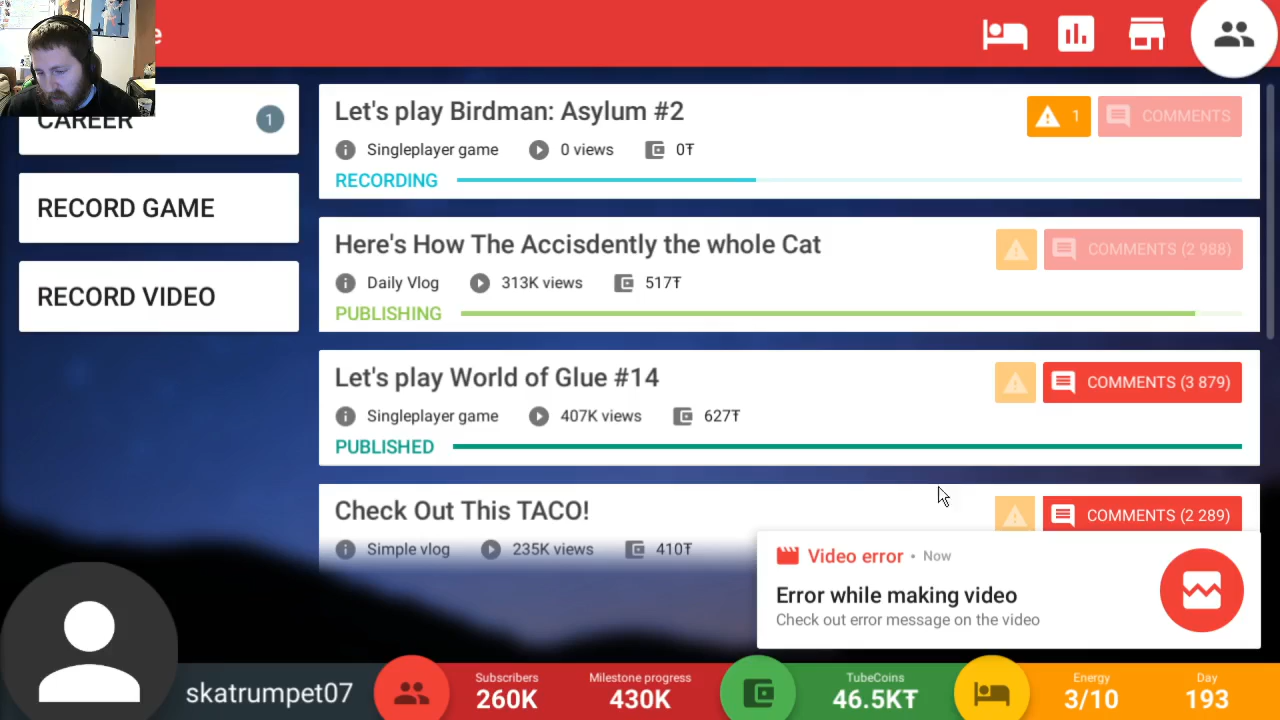 CAREER
1
RECORD GAME
RECORD VIDEO
Let's play Birdman: Asylum #2
1
COMMENTS
Singleplayer game
0 views
0Ŧ
RECORDING
Here's How The Accisdently the whole Cat
COMMENTS (2 988)
Daily Vlog
313K views
517Ŧ
PUBLISHING
Let's play World of Glue #14
COMMENTS (3 879)
Singleplayer game
407K views
627Ŧ
PUBLISHED
Check Out This TACO!
COMMENTS (2 289)
Simple vlog
235K views
410Ŧ
Video error • Now
Error while making video
Check out error message on the video
skatrumpet07
Subscribers
260K
Milestone progress
430K
TubeCoins
46.5KŦ
Energy
3/10
Day
193